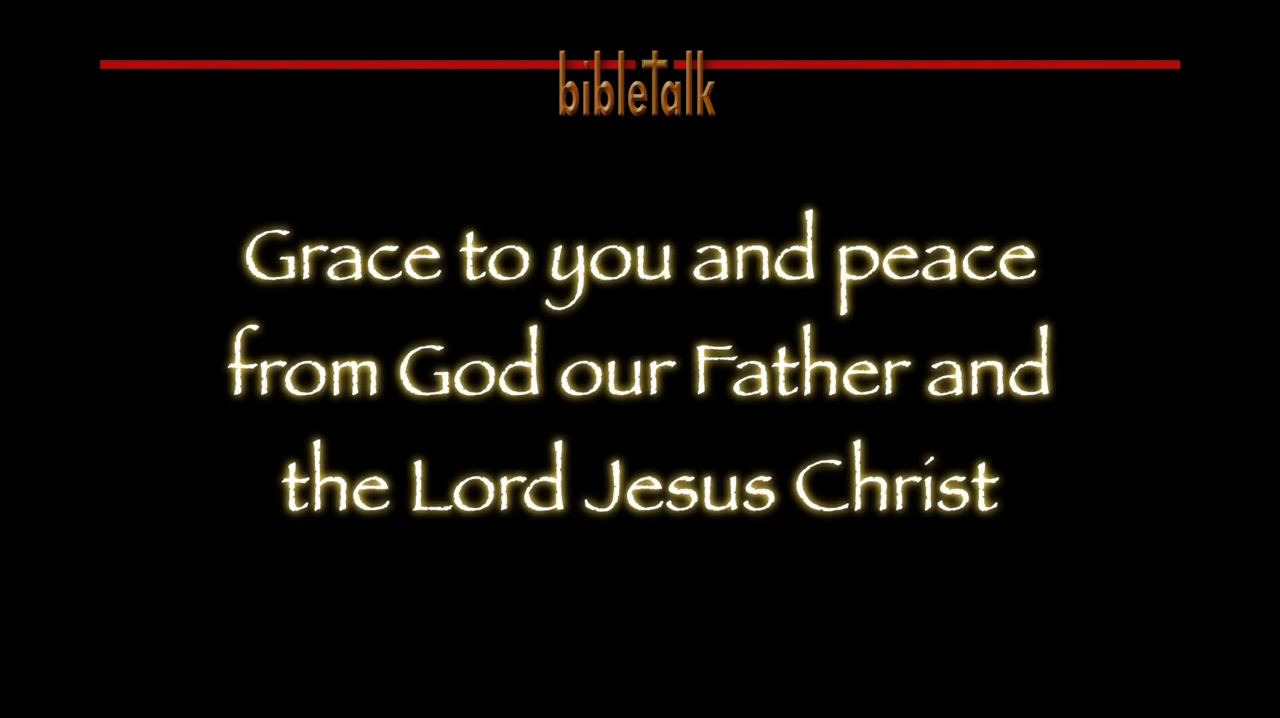 bibleTalk
Grace to you and peace
from God our Father and
the Lord Jesus Christ